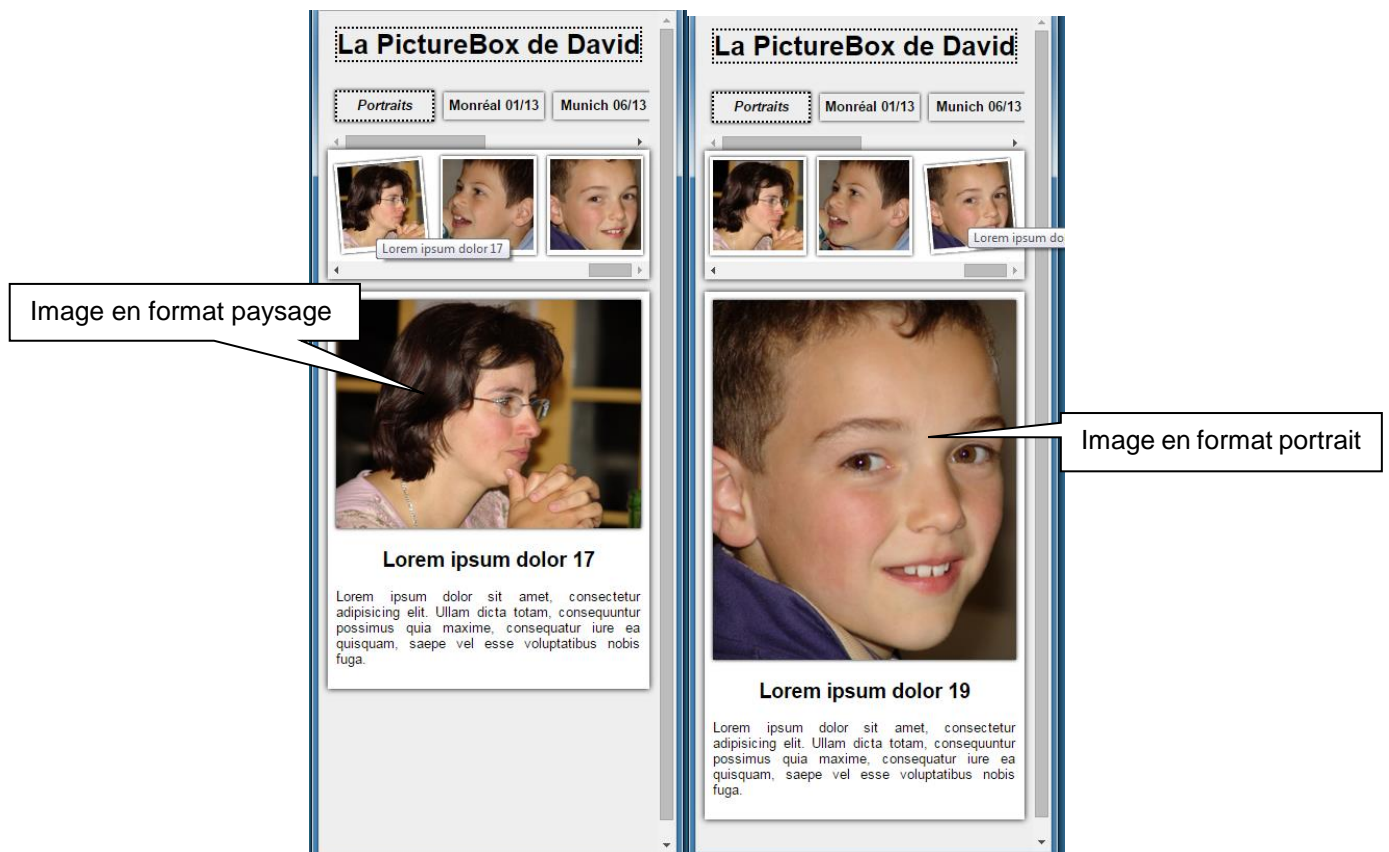 La PictureBox de David
Portraits
Monréal 01/13
Munich 06/13
Lorem ipsum dolor 17
Image en format paysage
Lorem ipsum dolor 17
Lorem ipsum dolor sit amet, consectetur
adipisicing elit. Ullam dicta totam, consequuntur
possimus quia maxime, consequatur iure ea
quisquam, saepe vel esse voluptatibus nobis
fuga.
La PictureBox de David
Portraits
Monréal 01/13
Munich 06/13
Lorem ipsum do
Image en format portrait
Lorem ipsum dolor 19
Lorem ipsum dolor sit amet, consectetur
adipisicing elit. Ullam dicta totam, consequuntur
possimus quia maxime, consequatur iure ea
quisquam, saepe vel esse voluptatibus nobis
fuga.